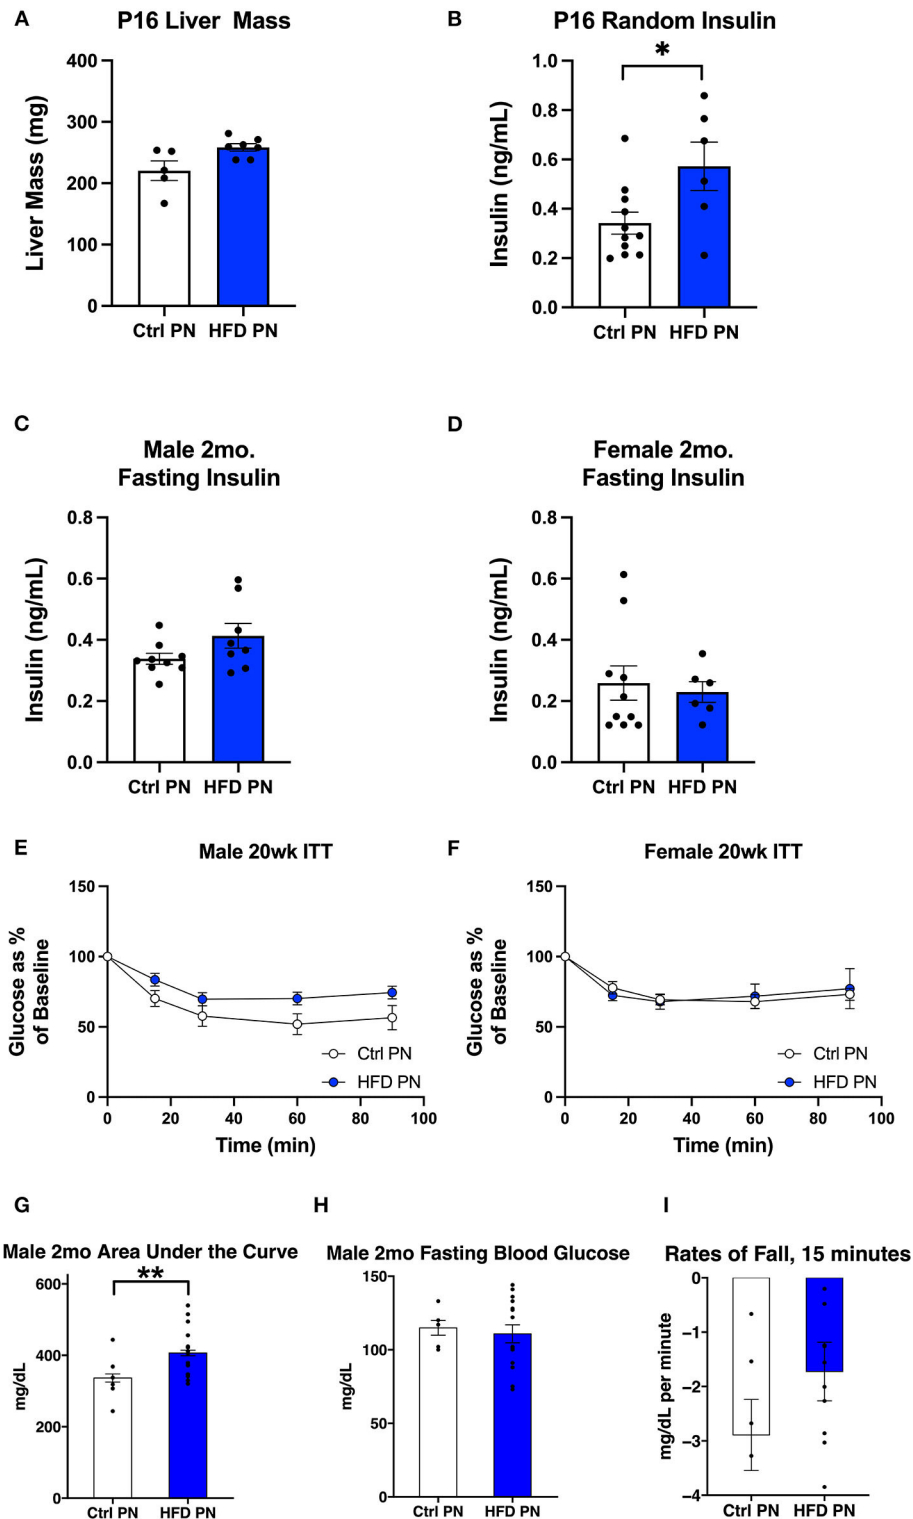 A
P16 Liver Mass
400
300
200
100
0
Liver Mass (mg)
Ctrl PN
HFD PN
B
P16 Random Insulin
*
1.0
0.8
0.6
0.4
0.2
0.0
Insulin (ng/mL)
Ctrl PN
HFD PN
C
Male 2mo.
Fasting Insulin
0.8
0.6
0.4
0.2
0.0
Insulin (ng/mL)
Ctrl PN
HFD PN
D
Female 2mo.
Fasting Insulin
0.8
0.6
0.4
0.2
0.0
Insulin (ng/mL)
Ctrl PN
HFD PN
E
Male 20wk ITT
150
100
50
0
Glucose as %
of Baseline
Ctrl PN
HFD PN
0 20 40 60 80 100
Time (min)
F
Female 20wk ITT
150
100
50
0
Glucose as %
of Baseline
Ctrl PN
HFD PN
0 20 40 60 80 100
Time (min)
G
Male 2mo Area Under the Curve
**
600
400
200
0
mg/dL
Ctrl PN
HFD PN
H
Male 2mo Fasting Blood Glucose
150
100
50
0
mg/dL
Ctrl PN
HFD PN
I
Rates of Fall, 15 minutes
0
–1
–2
–3
–4
mg/dL per minute
Ctrl PN
HFD PN